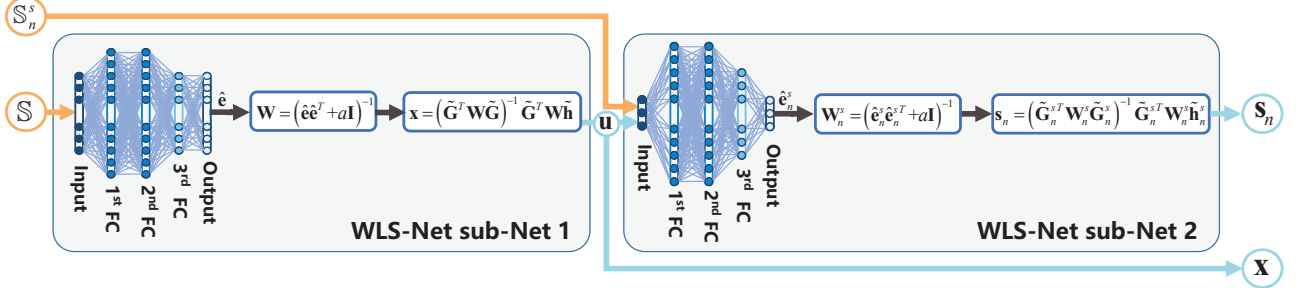 𝕊ₙˢ
𝕊
Input
1st FC
2nd FC
3rd FC
Output
ê
W = (êêᵀ + aI)⁻¹
x = (G̃ᵀWG̃)⁻¹ G̃ᵀWh̃
WLS-Net sub-Net 1
u
Input
1st FC
2nd FC
3rd FC
Output
êₙˢ
Wₙˢ = (êₙˢêₙˢᵀ + aI)⁻¹
sₙ = (G̃ₙˢᵀWₙˢG̃ₙˢ)⁻¹ G̃ₙˢᵀWₙˢh̃ₙˢ
WLS-Net sub-Net 2
sₙ
x